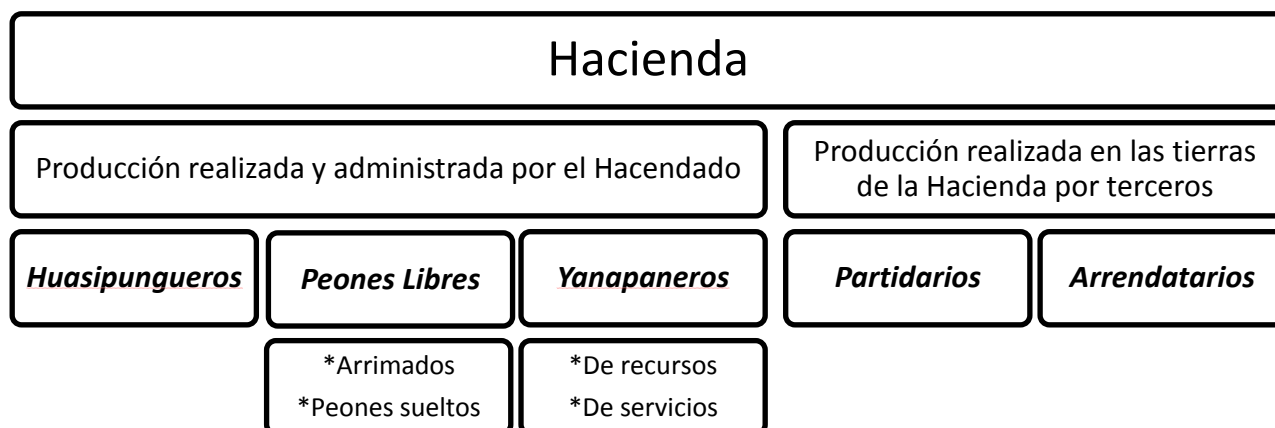 Hacienda
Producción realizada y administrada por el Hacendado
Producción realizada en las tierras
de la Hacienda por terceros
Huasipungueros
Peones Libres
Yanapaneros
Partidarios
Arrendatarios
*Arrimados
*Peones sueltos
*De recursos
*De servicios